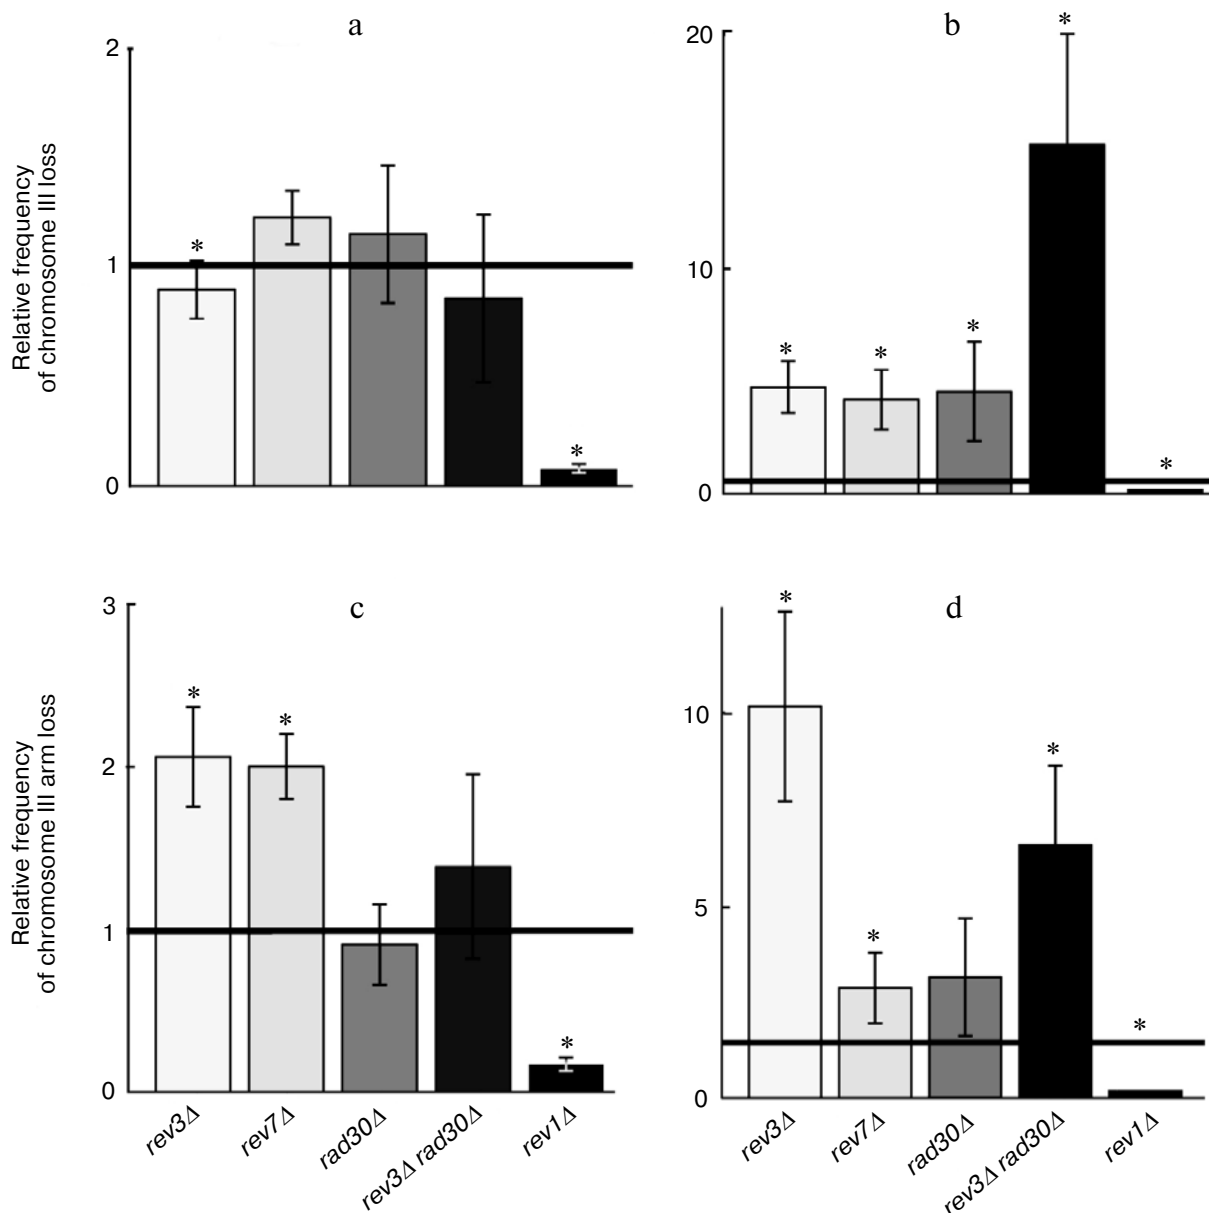 a
2
1
0
Relative frequency
of chromosome III loss
*
*
b
20
10
0
*
*
*
*
*
c
3
2
1
0
Relative frequency
of chromosome III arm loss
*
*
*
rev3Δ
rev7Δ
rad30Δ
rev3Δ rad30Δ
rev1Δ
d
10
5
0
*
*
*
*
rev3Δ
rev7Δ
rad30Δ
rev3Δ rad30Δ
rev1Δ